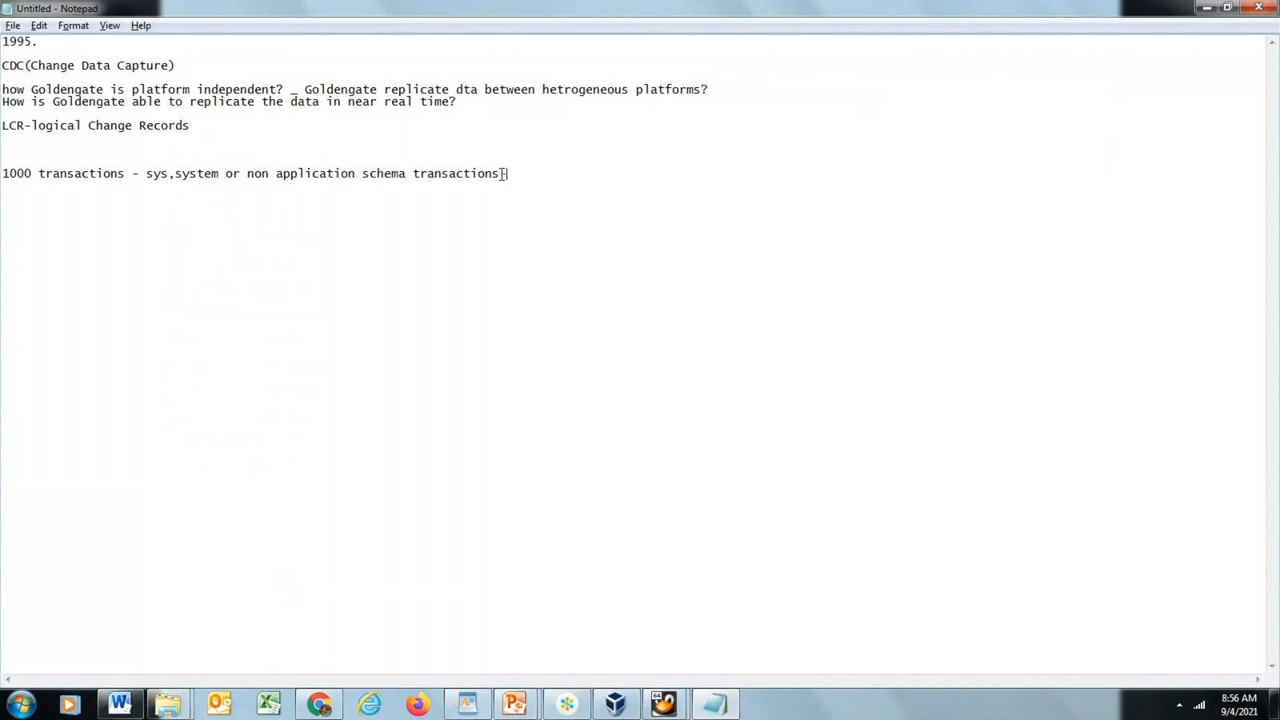 Untitled - Notepad
File Edit Format View Help
1995.
CDC(Change Data Capture)
how Goldengate is platform independent? _ Goldengate replicate dta between hetrogeneous platforms?
How is Goldengate able to replicate the data in near real time?
LCR-logical Change Records
1000 transactions - sys,system or non application schema transactions
8:56 AM
9/4/2021